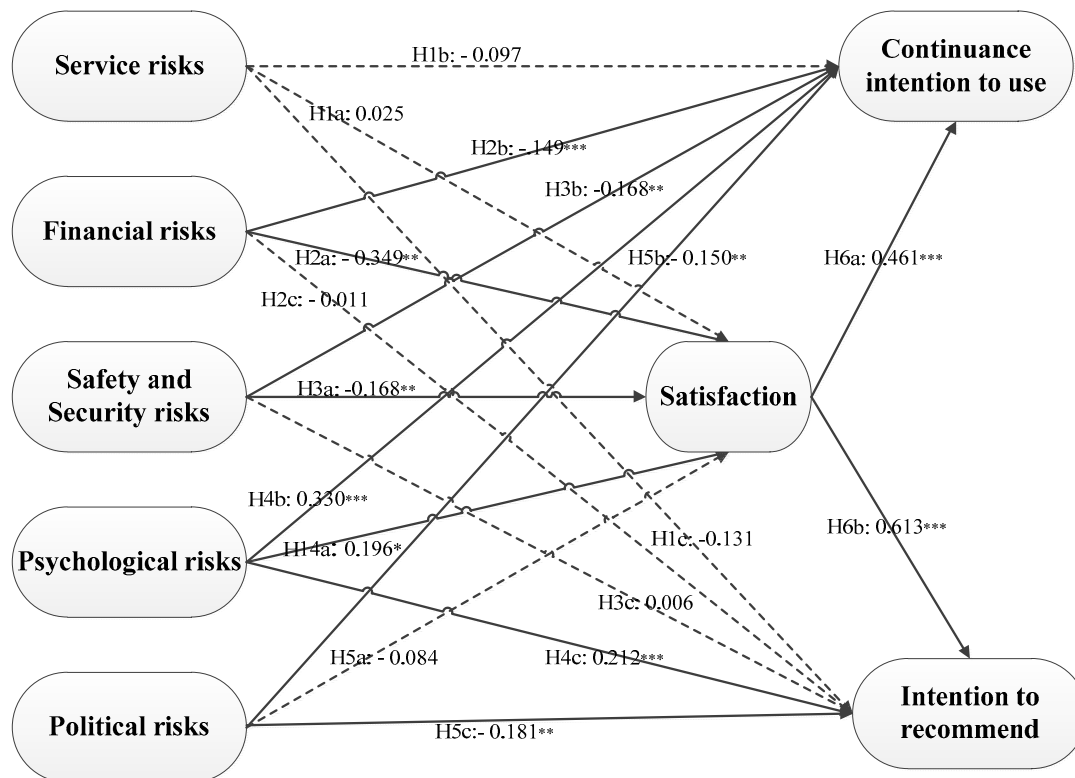 Service risks
Continuance
intention to use
H1b: - 0.097
H1a: 0.025
H2b: -.149***
H3b: -0.168**
Financial risks
H2a: - 0.349**
H5b:- 0.150**
H6a: 0.461***
H2c: - 0.011
Safety and
Security risks
H3a: -0.168**
Satisfaction
H4b: 0.330***
H14a: 0.196*
H1c: -0.131
H6b: 0.613***
Psychological risks
H3c: 0.006
H5a: - 0.084
H4c: 0.212***
Political risks
H5c:- 0.181**
Intention to
recommend